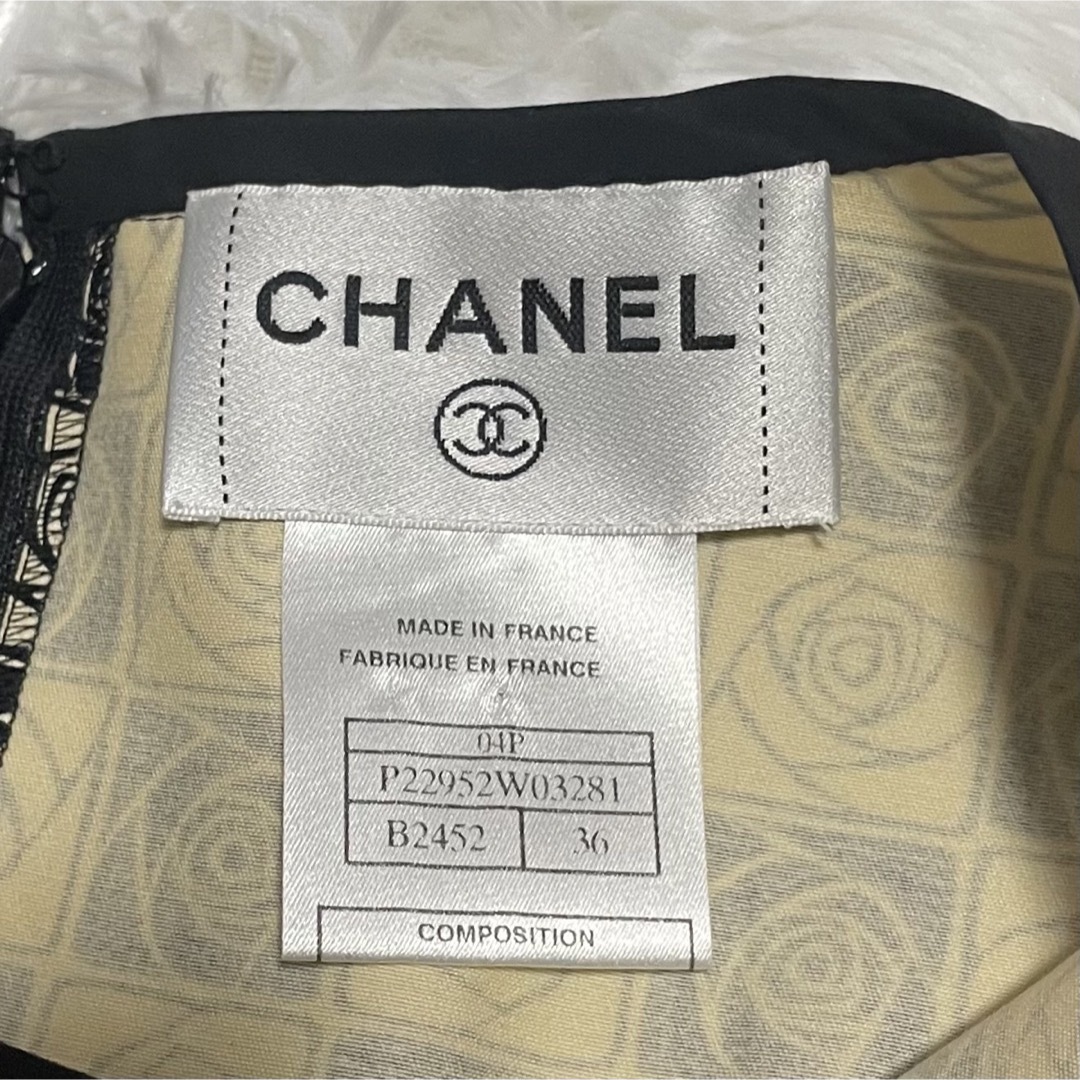 CHANEL
MADE IN FRANCE
FABRIQUE EN FRANCE
04P
P22952W03281
B2452 36
COMPOSITION